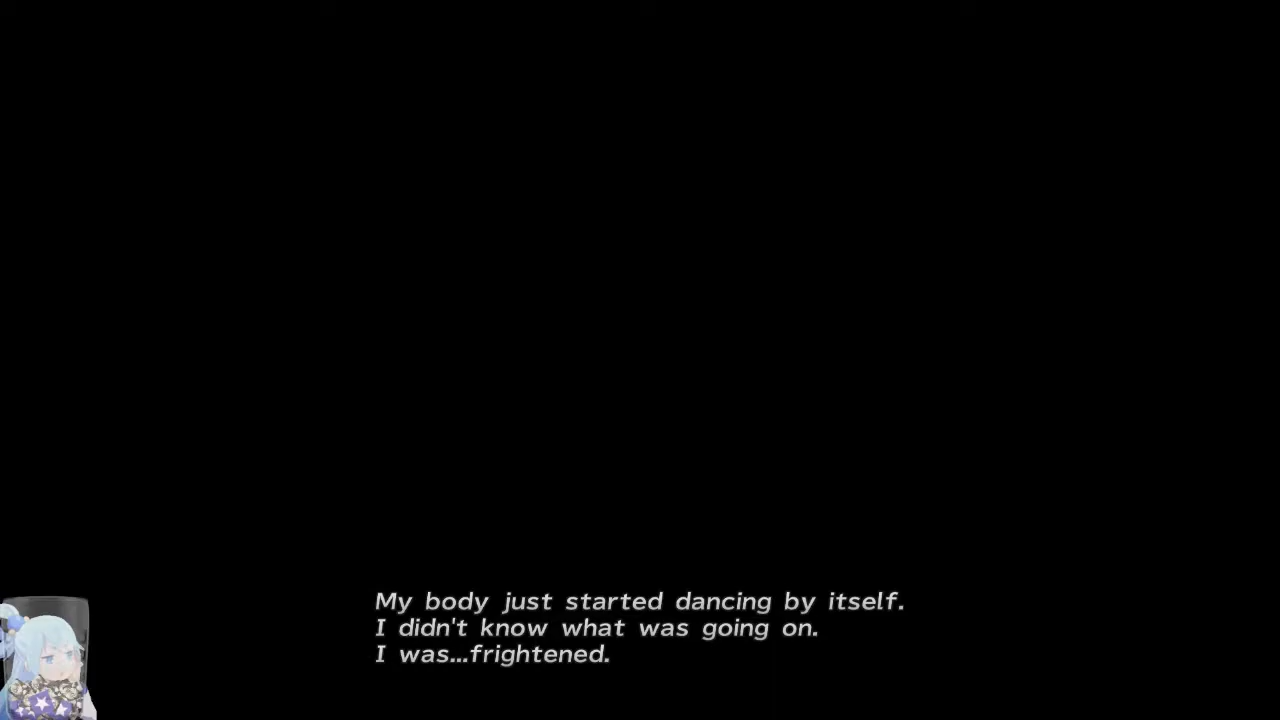 My body just started dancing by itself.
I didn't know what was going on.
I was...frightened.